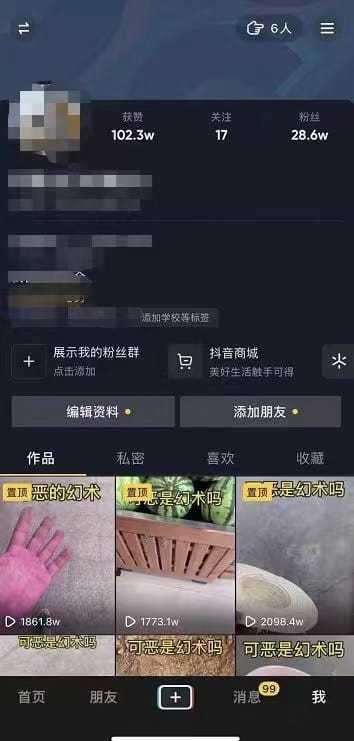 6人
获赞
关注
粉丝
102.3w
17
28.6w
添加学校等标签
展示我的粉丝群
点击添加
抖音商城
美好生活触手可得
编辑资料
添加朋友
作品
私密
喜欢
收藏
置顶
恶的幻术
1861.8w
置顶
可恶是幻术吗
1773.1w
置顶
恶是幻术吗
2098.4w
可恶是幻术吗
可恶是幻术吗
可恶是幻术吗
首页
朋友
消息
99
我